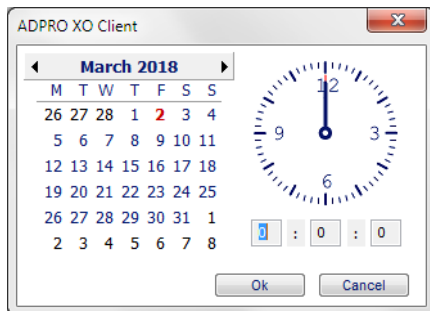 ADPRO XO Client
March 2018
M T W T F S S
26 27 28 1 2 3 4
5 6 7 8 9 10 11
12 13 14 15 16 17 18
19 20 21 22 23 24 25
26 27 28 29 30 31 1
2 3 4 5 6 7 8
12
9 3
6
0 : 0 : 0
Ok Cancel